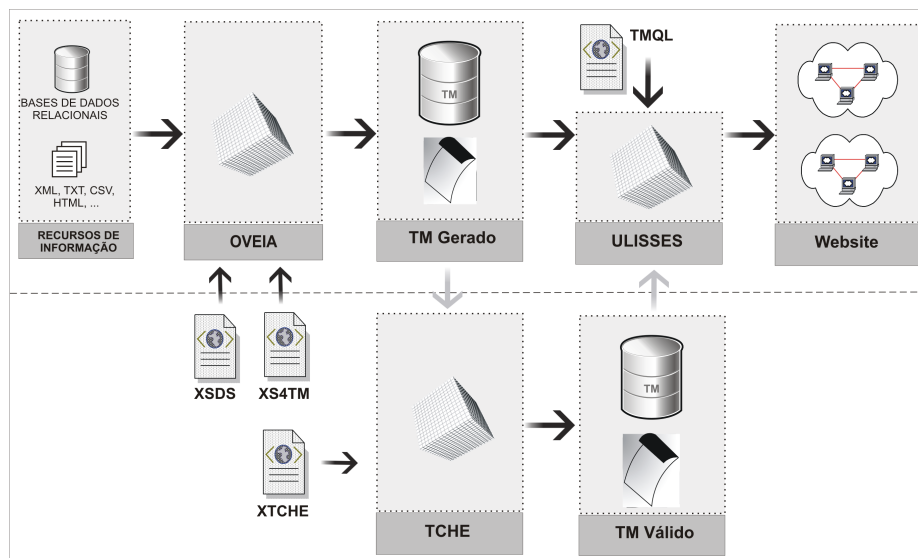 BASES DE DADOS
RELACIONAIS
XML, TXT, CSV,
HTML, ...
RECURSOS DE
INFORMAÇÃO
OVEIA
TM
TM Gerado
TMQL
ULISSES
Website
XSDS
XS4TM
XTCHE
TCHE
TM
TM Válido